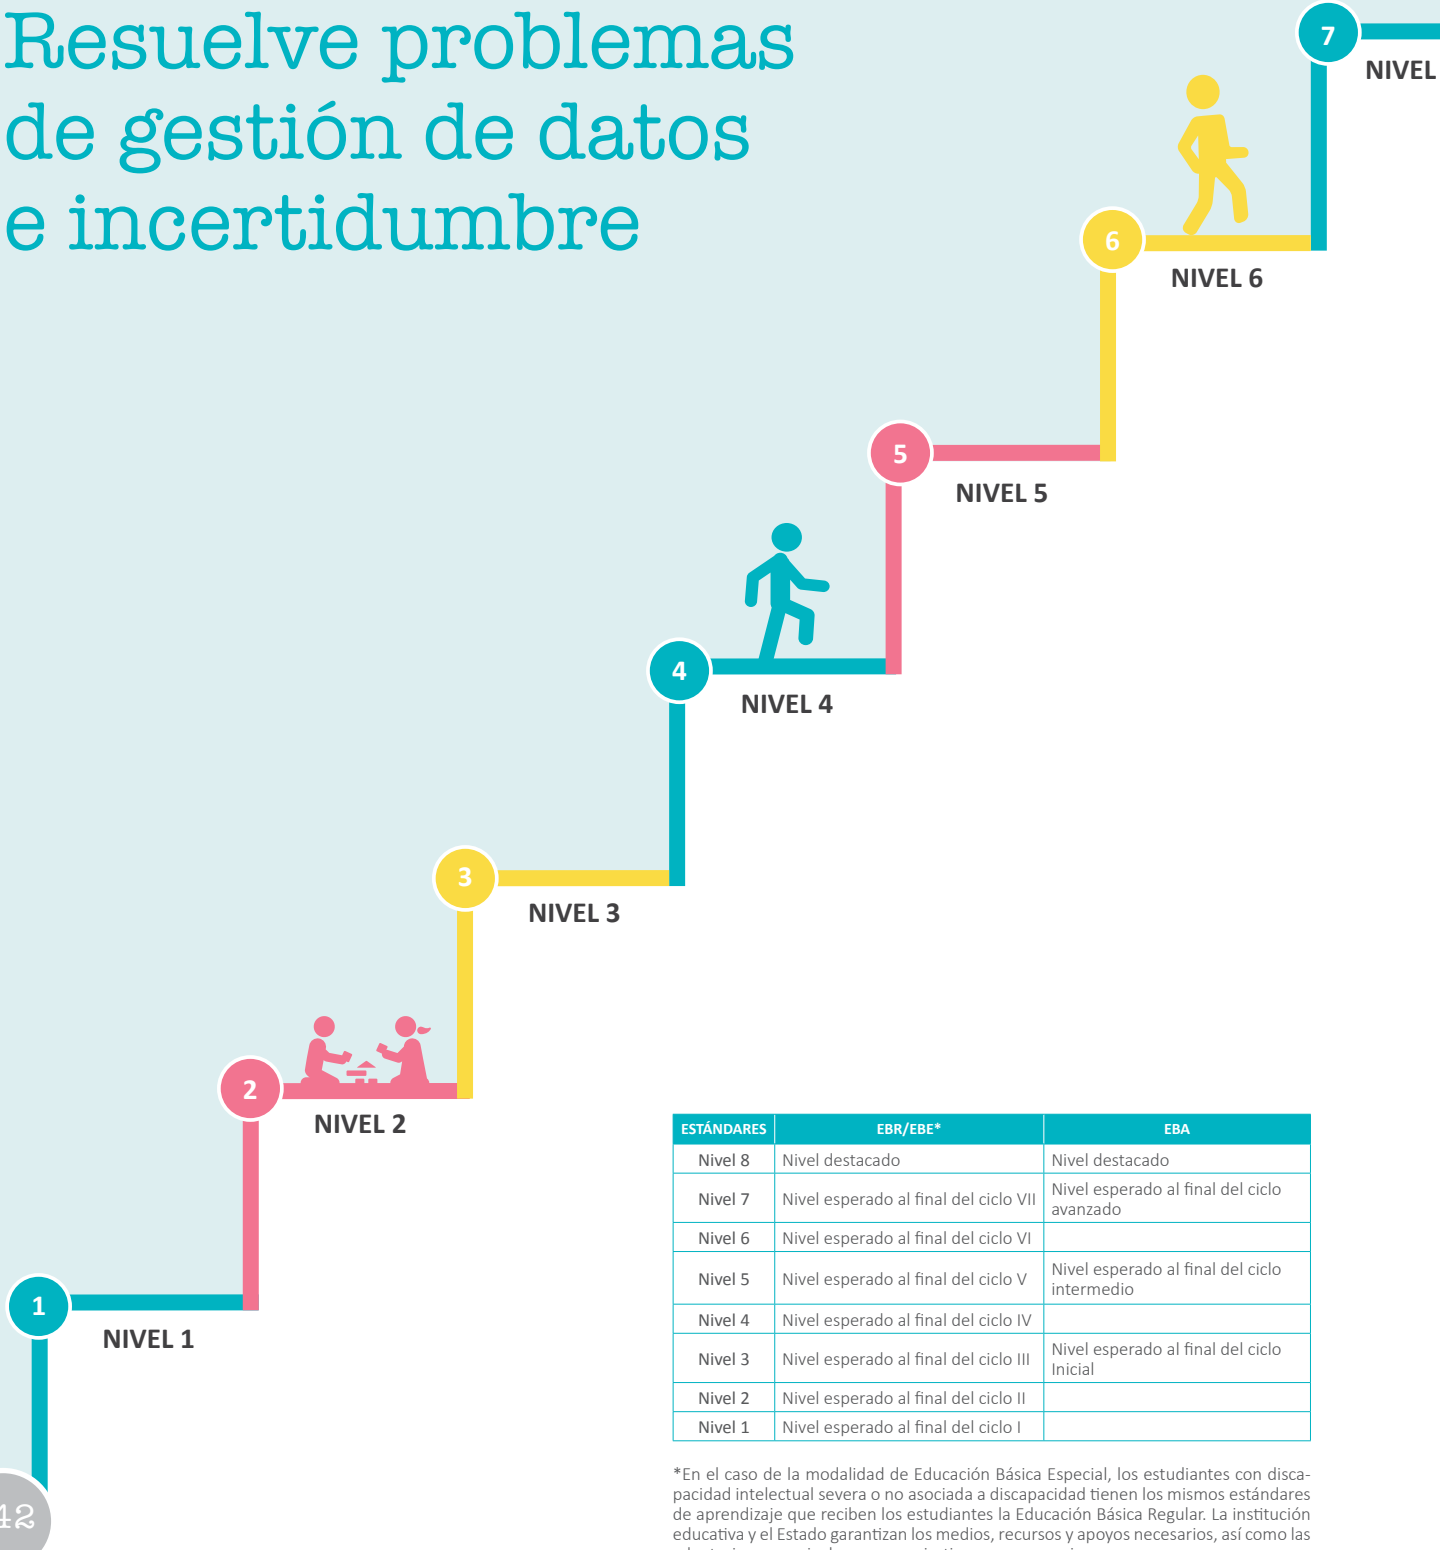 Resuelve problemas
de gestión de datos
e incertidumbre
7
NIVEL
6
NIVEL 6
5
NIVEL 5
4
NIVEL 4
3
NIVEL 3
2
NIVEL 2
1
NIVEL 1
ESTÁNDARES EBR/EBE* EBA
Nivel 8 Nivel destacado Nivel destacado
Nivel 7 Nivel esperado al final del ciclo VII Nivel esperado al final del ciclo
avanzado
Nivel 6 Nivel esperado al final del ciclo VI
Nivel 5 Nivel esperado al final del ciclo V Nivel esperado al final del ciclo
intermedio
Nivel 4 Nivel esperado al final del ciclo IV
Nivel 3 Nivel esperado al final del ciclo III Nivel esperado al final del ciclo
Inicial
Nivel 2 Nivel esperado al final del ciclo II
Nivel 1 Nivel esperado al final del ciclo I
*En el caso de la modalidad de Educación Básica Especial, los estudiantes con disca-
pacidad intelectual severa o no asociada a discapacidad tienen los mismos estándares
de aprendizaje que reciben los estudiantes la Educación Básica Regular. La institución
educativa y el Estado garantizan los medios, recursos y apoyos necesarios, así como las